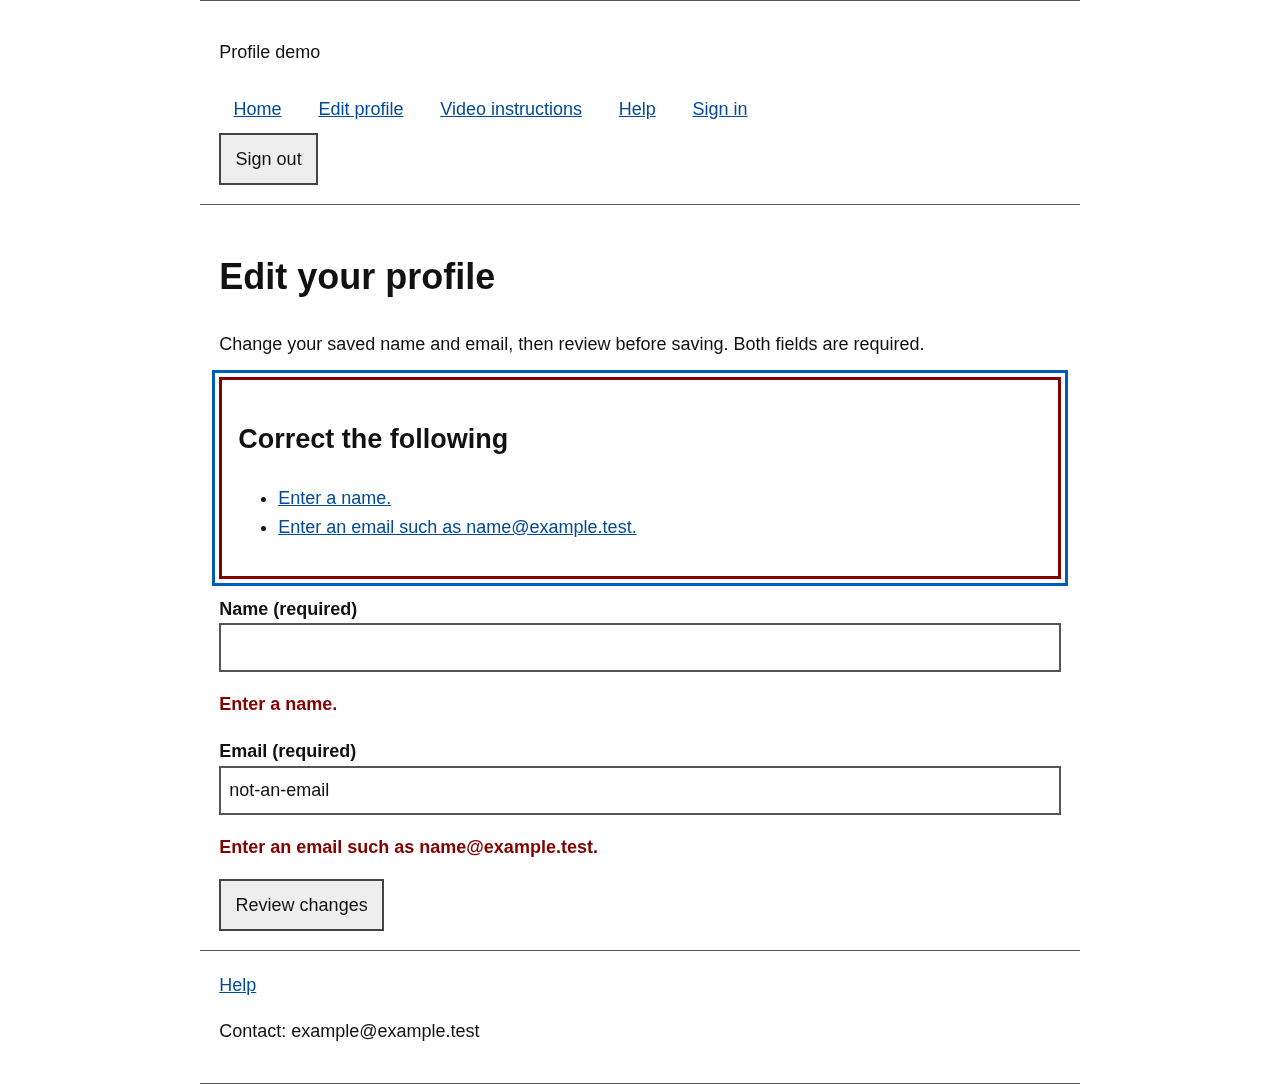 Profile demo
Home Edit profile Video instructions Help Sign in
Sign out
Edit your profile
Change your saved name and email, then review before saving. Both fields are required.
Correct the following
Enter a name.
Enter an email such as name@example.test.
Name (required)
Enter a name.
Email (required)
not-an-email
Enter an email such as name@example.test.
Review changes
Help
Contact: example@example.test